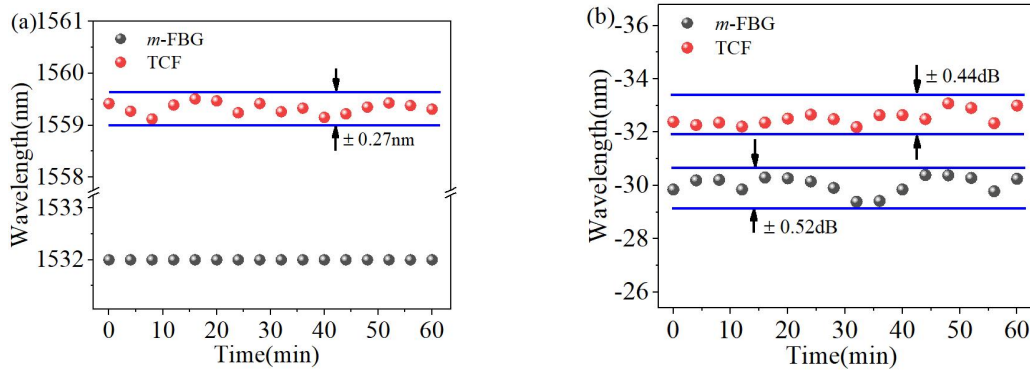 (a)
Wavelength(nm)
1561
1560
1559
1558
1533
1532
m-FBG
TCF
± 0.27nm
0 10 20 30 40 50 60
Time(min)
(b)
Wavelength(nm)
-36
-34
-32
-30
-28
-26
m-FBG
TCF
± 0.44dB
± 0.52dB
0 10 20 30 40 50 60
Time(min)